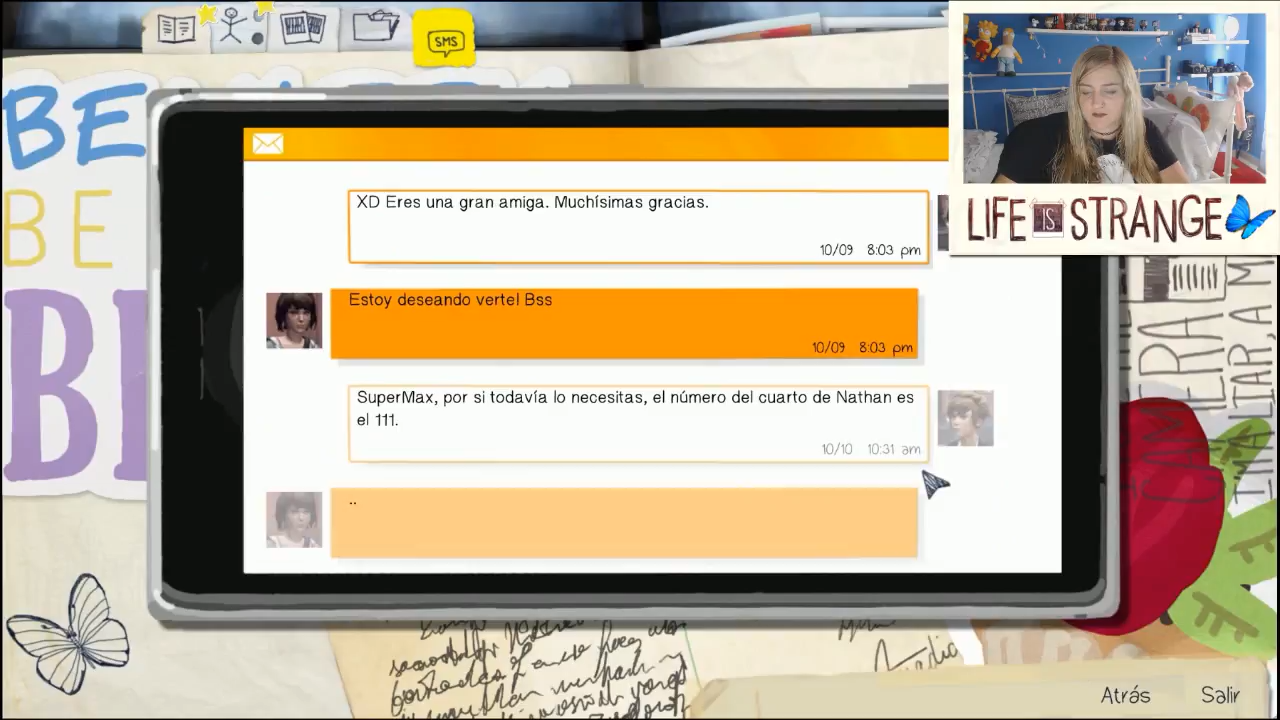 SMS
BE
BE
XD Eres una gran amiga. Muchísimas gracias.
10/09 8:03 pm
LIFE IS STRANGE
Estoy deseando verte! Bss
10/09 8:03 pm
SuperMax, por si todavía lo necesitas, el número del cuarto de Nathan es
el 111.
10/10 10:31 am
..
Atrás Salir